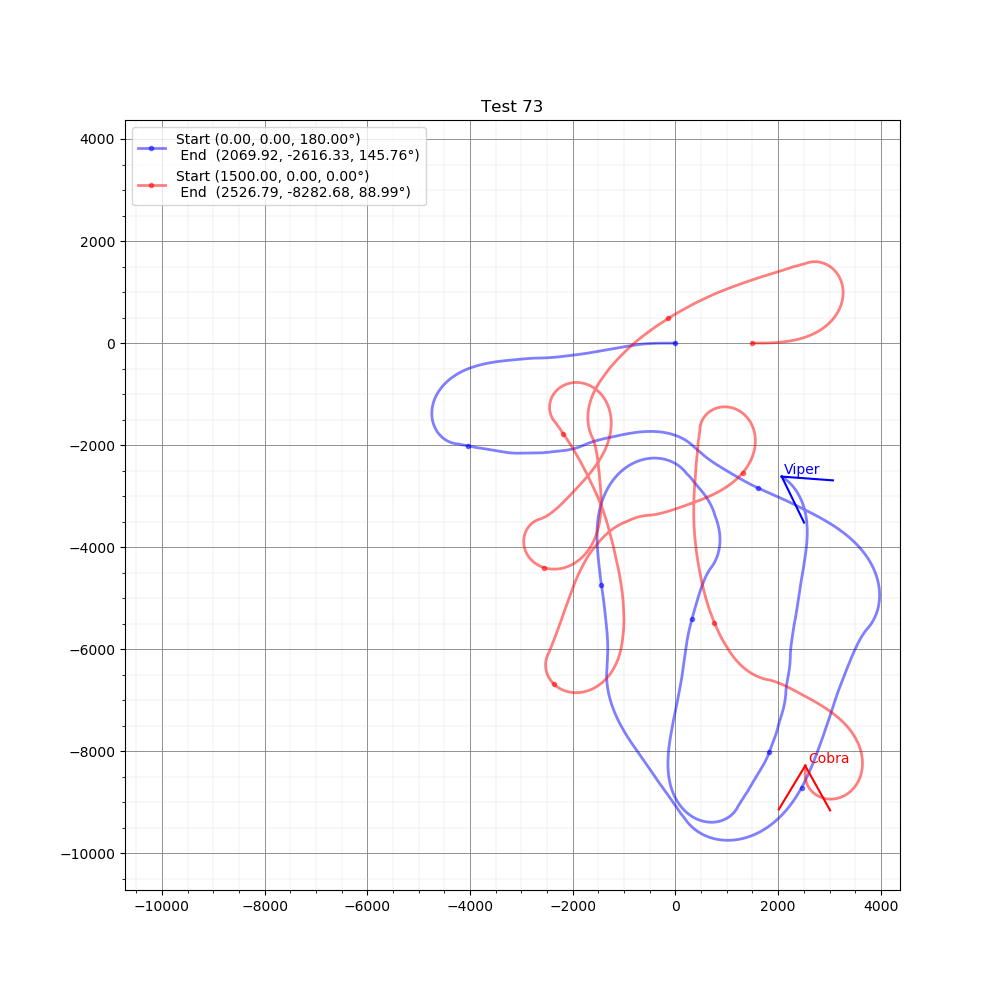 Test 73
Start (0.00, 0.00, 180.00°)
End (2069.92, -2616.33, 145.76°)
Start (1500.00, 0.00, 0.00°)
End (2526.79, -8282.68, 88.99°)
4000
2000
0
−2000
−4000
−6000
−8000
−10000
Viper
Cobra
−10000 −8000 −6000 −4000 −2000 0 2000 4000